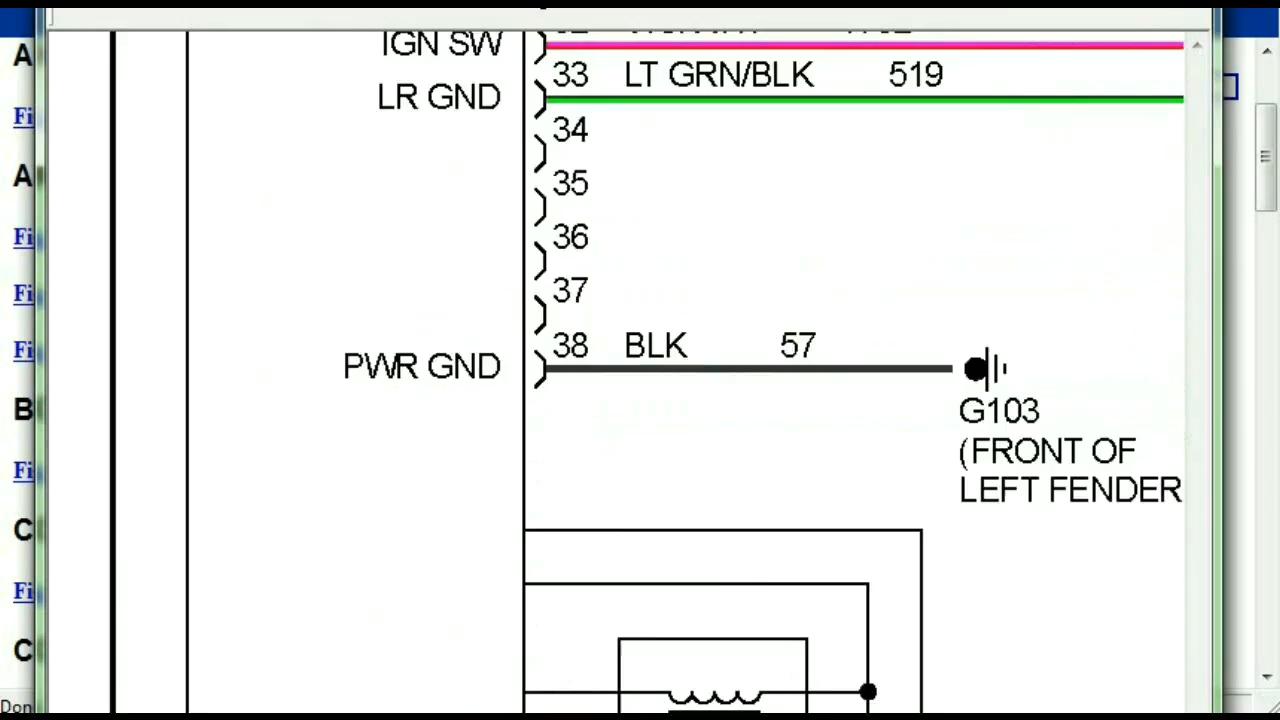 IGN SW
33 LT GRN/BLK 519
LR GND
34
35
36
37
38 BLK 57
PWR GND
G103
(FRONT OF
LEFT FENDER
A
Fi
A
Fi
Fi
Fi
B
Fi
C
Fi
C
Don